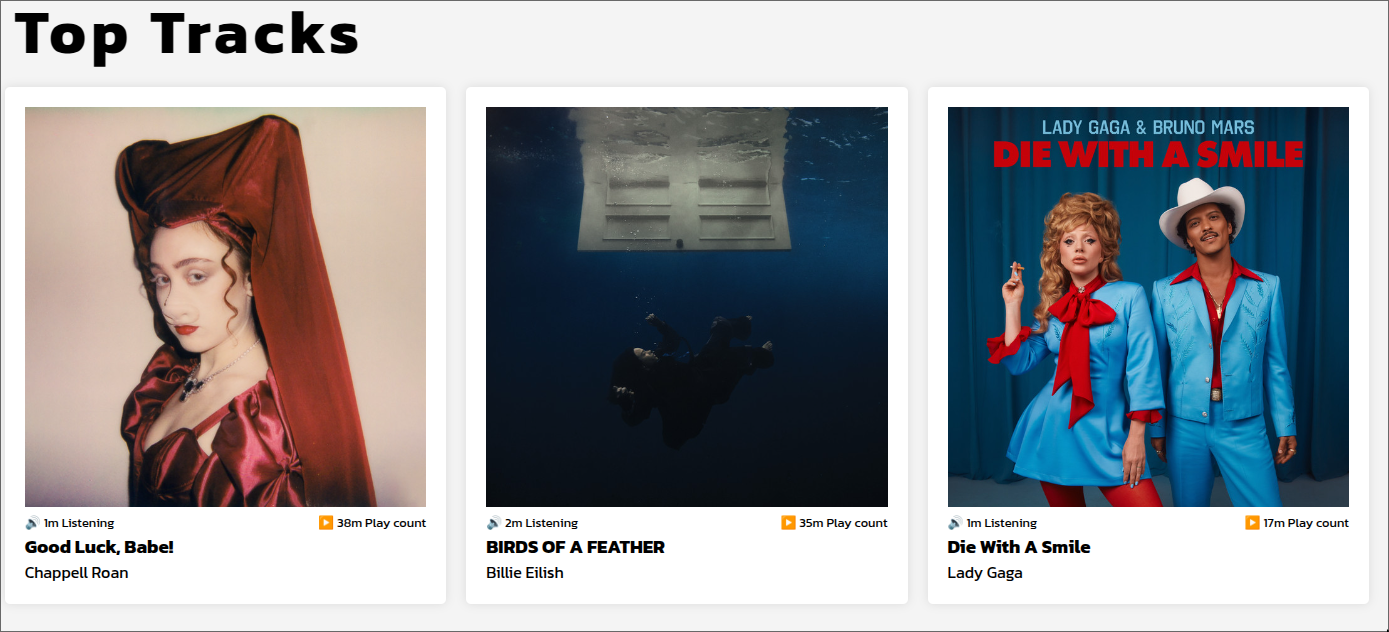 Top Tracks
LADY GAGA & BRUNO MARS
DIE WITH A SMILE
🔊 1m Listening ▶️ 38m Play count
Good Luck, Babe!
Chappell Roan
🔊 2m Listening ▶️ 35m Play count
BIRDS OF A FEATHER
Billie Eilish
🔊 1m Listening ▶️ 17m Play count
Die With A Smile
Lady Gaga